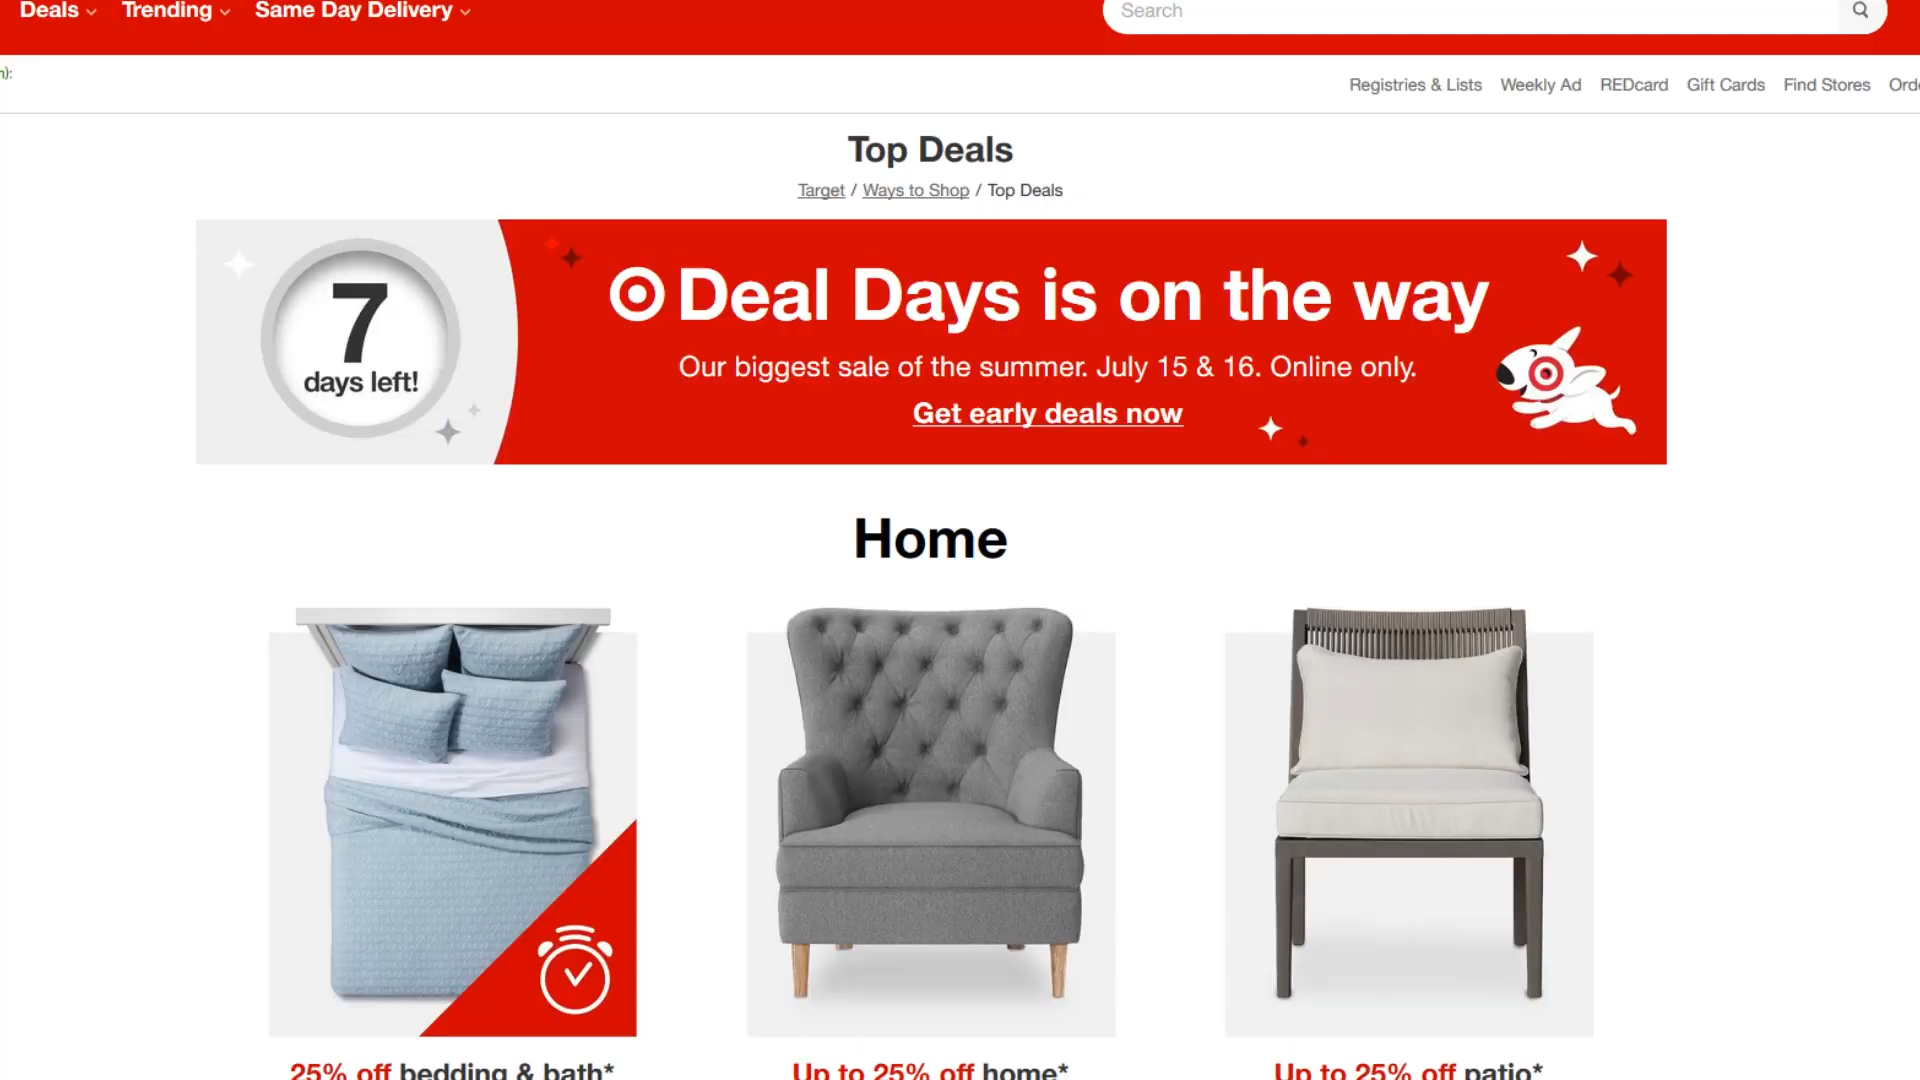 Deals Trending Same Day Delivery
Search
Registries & Lists Weekly Ad REDcard Gift Cards Find Stores
Top Deals
Target / Ways to Shop / Top Deals
7
days left!
Deal Days is on the way
Our biggest sale of the summer. July 15 & 16. Online only.
Get early deals now
Home
25% off bedding & bath*
Up to 25% off home*
Up to 25% off patio*